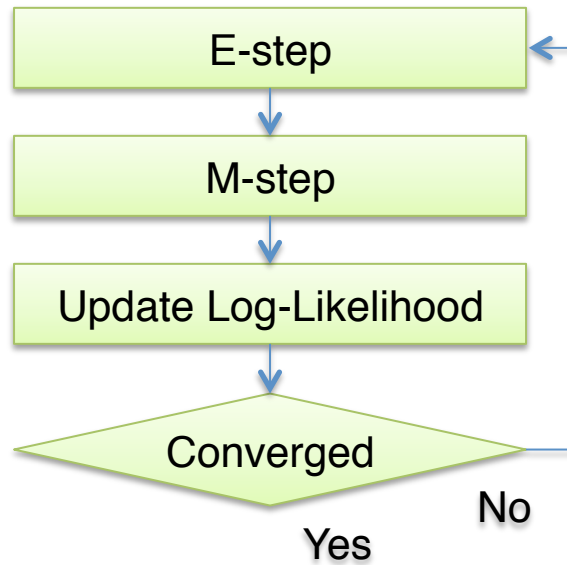 E-step
M-step
Update Log-Likelihood
Converged
No
Yes